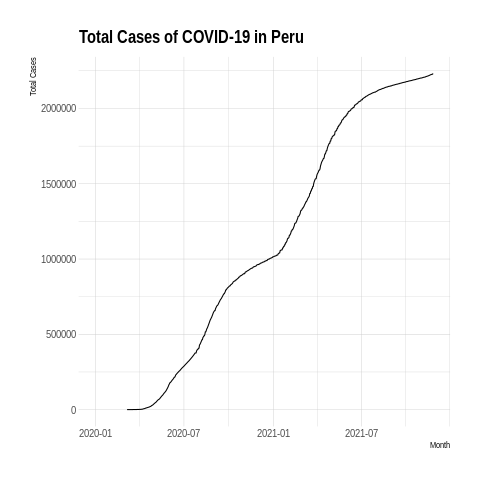 Total Cases of COVID-19 in Peru
Total Cases
2000000
1500000
1000000
500000
0
2020-01 2020-07 2021-01 2021-07
Month